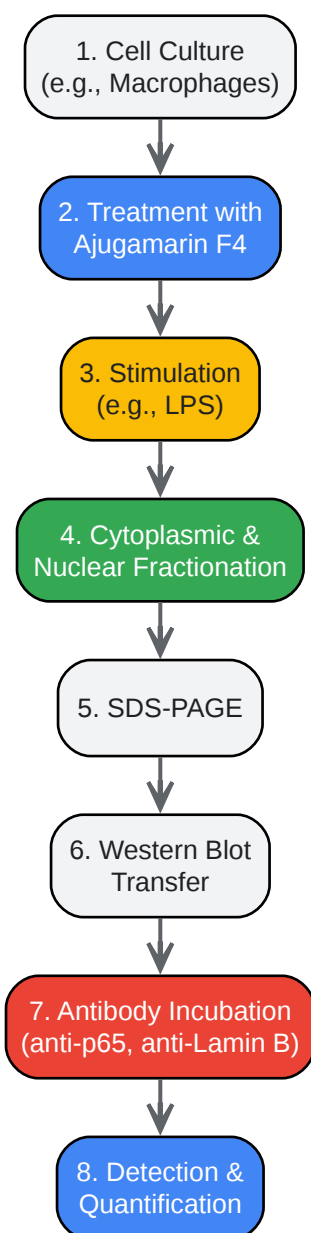 1. Cell Culture
(e.g., Macrophages)
2. Treatment with
Ajugamarin F4
3. Stimulation
(e.g., LPS)
4. Cytoplasmic &
Nuclear Fractionation
5. SDS-PAGE
6. Western Blot
Transfer
7. Antibody Incubation
(anti-p65, anti-Lamin B)
8. Detection &
Quantification